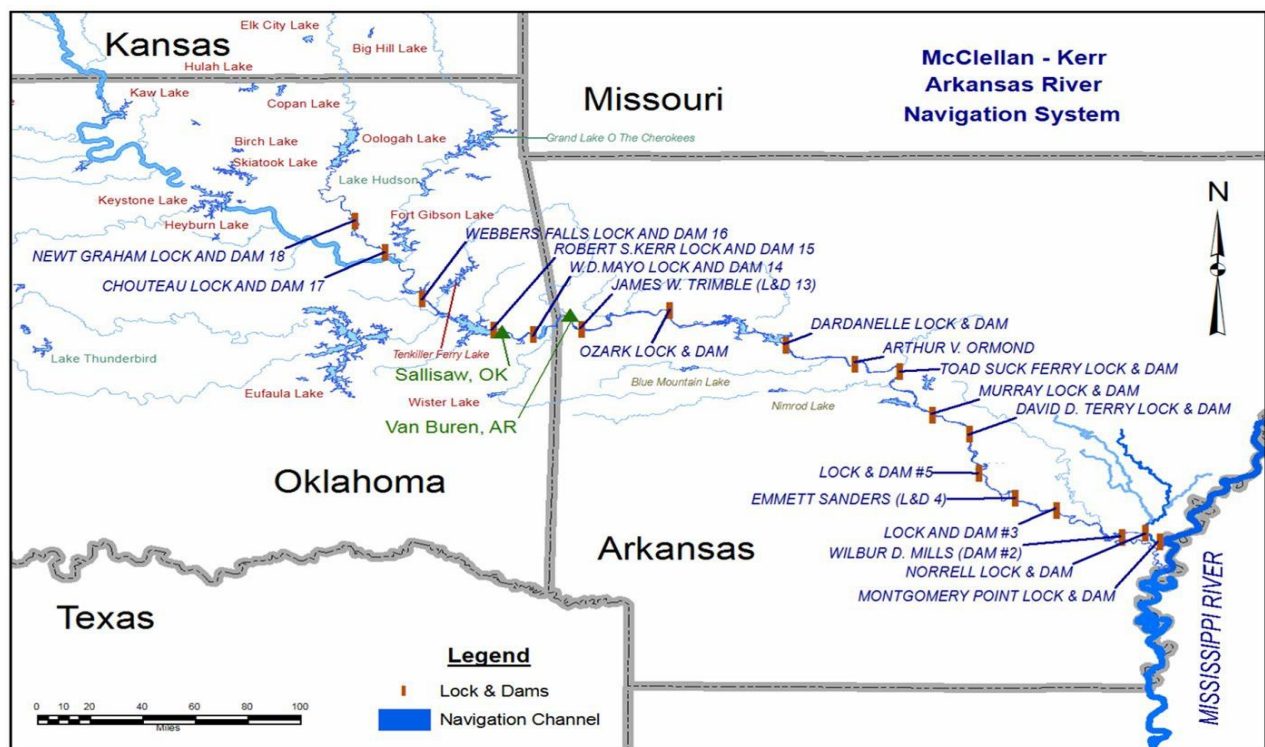 Elk City Lake
Kansas
Big Hill Lake
Hulah Lake
McClellan - Kerr
Arkansas River
Navigation System
Kaw Lake
Copan Lake
Missouri
Birch Lake
Oologah Lake
Grand Lake O The Cherokees
Skiatook Lake
Lake Hudson
Keystone Lake
Heyburn Lake
Fort Gibson Lake
N
NEWT GRAHAM LOCK AND DAM 18
CHOUTEAU LOCK AND DAM 17
WEBBERS FALLS LOCK AND DAM 16
ROBERT S.KERR LOCK AND DAM 15
W.D.MAYO LOCK AND DAM 14
JAMES W. TRIMBLE (L&D 13)
DARDANELLE LOCK & DAM
ARTHUR V. ORMOND
TOAD SUCK FERRY LOCK & DAM
MURRAY LOCK & DAM
DAVID D. TERRY LOCK & DAM
OZARK LOCK & DAM
Lake Thunderbird
Tenkiller Ferry Lake
Sallisaw, OK
Blue Mountain Lake
Nimrod Lake
Eufaula Lake
Wister Lake
Van Buren, AR
LOCK & DAM #5
EMMETT SANDERS (L&D 4)
Oklahoma
LOCK AND DAM #3
WILBUR D. MILLS (DAM #2)
NORRELL LOCK & DAM
MONTGOMERY POINT LOCK & DAM
Arkansas
MISSISSIPPI RIVER
Texas
Legend
Lock & Dams
Navigation Channel
0 10 20 40 60 80 100
Miles